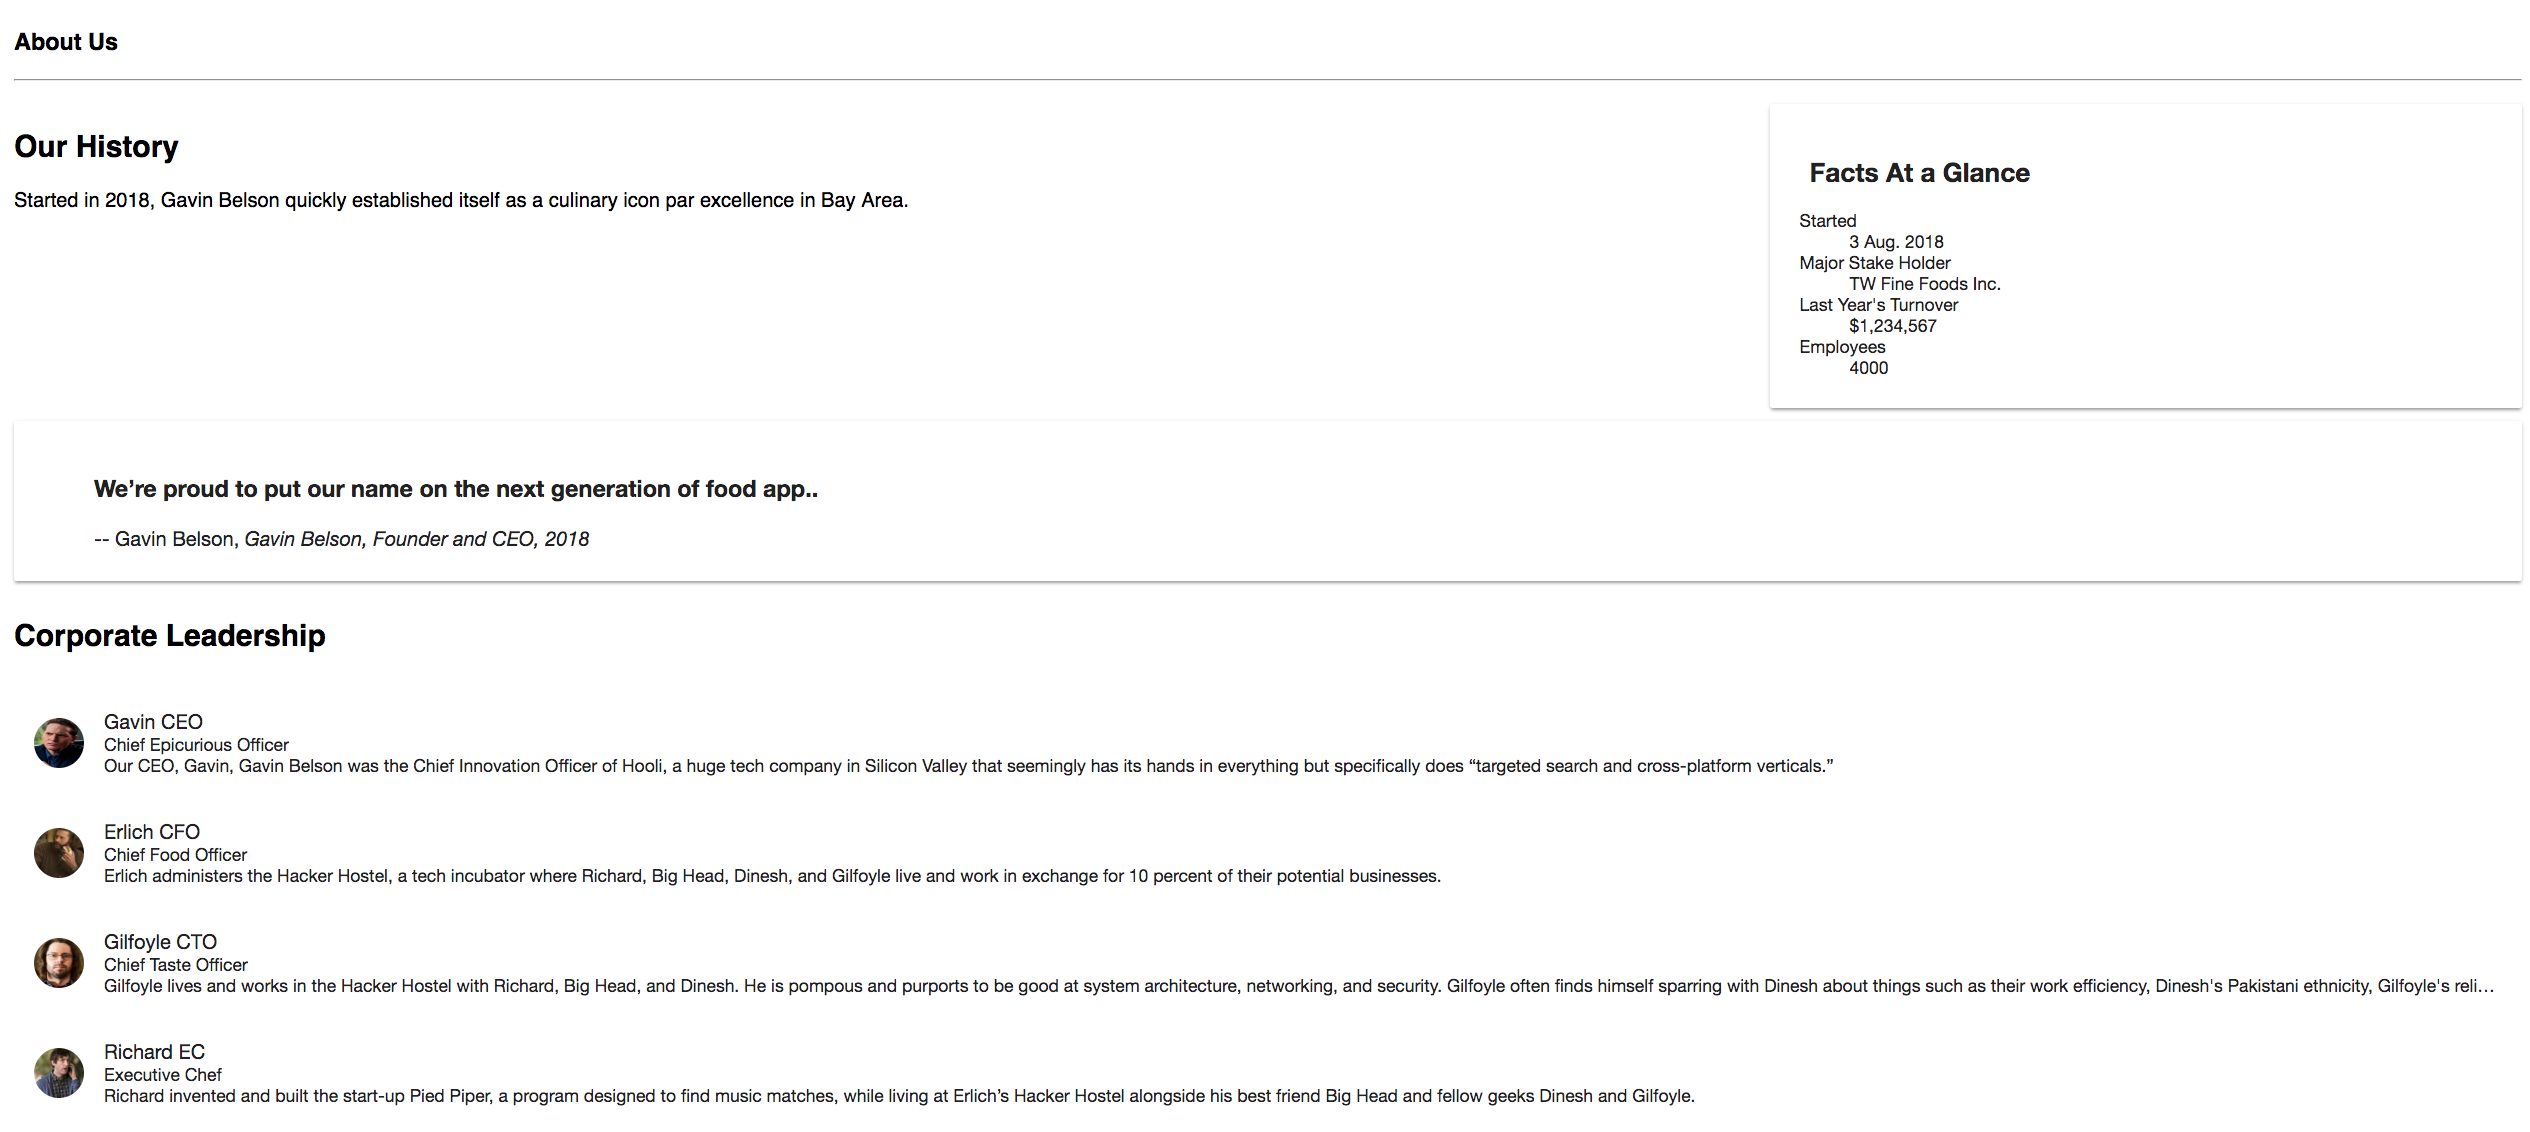 About Us
Our History
Started in 2018, Gavin Belson quickly established itself as a culinary icon par excellence in Bay Area.
Facts At a Glance
Started
3 Aug. 2018
Major Stake Holder
TW Fine Foods Inc.
Last Year's Turnover
$1,234,567
Employees
4000
We’re proud to put our name on the next generation of food app..
-- Gavin Belson, Gavin Belson, Founder and CEO, 2018
Corporate Leadership
Gavin CEO
Chief Epicurious Officer
Our CEO, Gavin, Gavin Belson was the Chief Innovation Officer of Hooli, a huge tech company in Silicon Valley that seemingly has its hands in everything but specifically does “targeted search and cross-platform verticals.”
Erlich CFO
Chief Food Officer
Erlich administers the Hacker Hostel, a tech incubator where Richard, Big Head, Dinesh, and Gilfoyle live and work in exchange for 10 percent of their potential businesses.
Gilfoyle CTO
Chief Taste Officer
Gilfoyle lives and works in the Hacker Hostel with Richard, Big Head, and Dinesh. He is pompous and purports to be good at system architecture, networking, and security. Gilfoyle often finds himself sparring with Dinesh about things such as their work efficiency, Dinesh's Pakistani ethnicity, Gilfoyle's reli…
Richard EC
Executive Chef
Richard invented and built the start-up Pied Piper, a program designed to find music matches, while living at Erlich’s Hacker Hostel alongside his best friend Big Head and fellow geeks Dinesh and Gilfoyle.